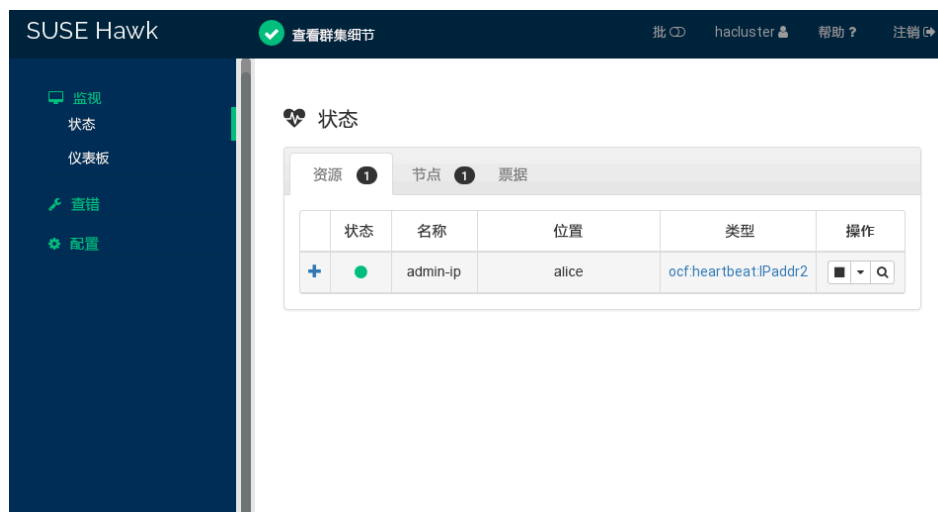 SUSE Hawk
查看群集细节
批 hacluster 帮助 ? 注销
监视
状态
仪表板
查错
配置
状态
资源 1 节点 1 票据
状态 名称 位置 类型 操作
admin-ip alice ocf:heartbeat:IPaddr2